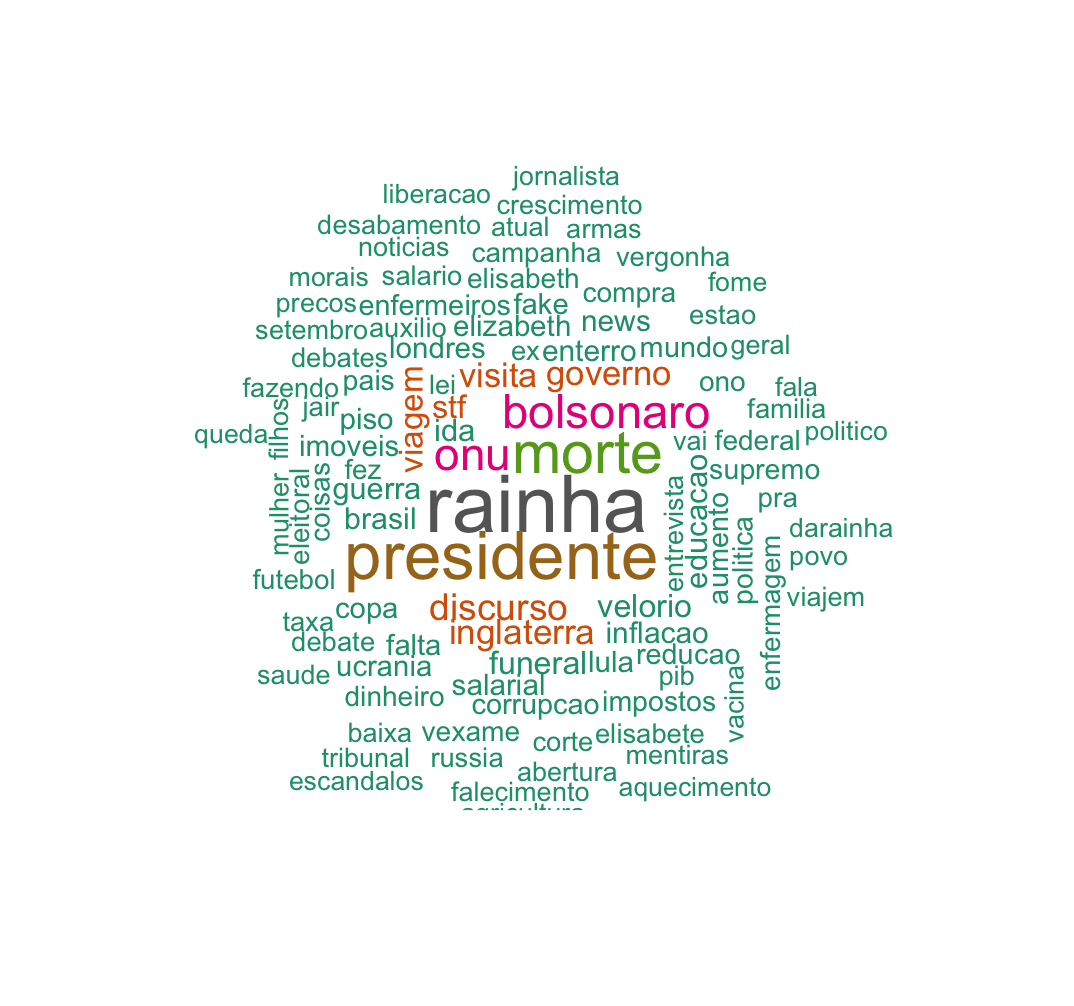 jornalista
liberacao
crescimento
desabamento atual armas
noticias campanha vergonha
morais salario elisabeth fome
precos enfermeiros fake compra
setembro auxilio elizabeth news estao
debates londres ex enterro mundo geral
fazendo pais lei visita governo ono fala
filhos jair piso viagem stf bolsonaro familia
queda imoveis ida onu morte vai federal politico
mulher eleitoral coisas fez guerra rainha entrevista educacao supremo
brasil aumento politica pra
darainha
futebol presidente enfermagem povo
taxa copa discurso velorio viajem
debate falta inglaterra inflacao
saude ucrania funeral lula reducao
dinheiro salarial pib
corrupcao impostos vacina
baixa vexame corte elisabete
tribunal russia abertura mentiras
escandalos falecimento aquecimento
agricultura